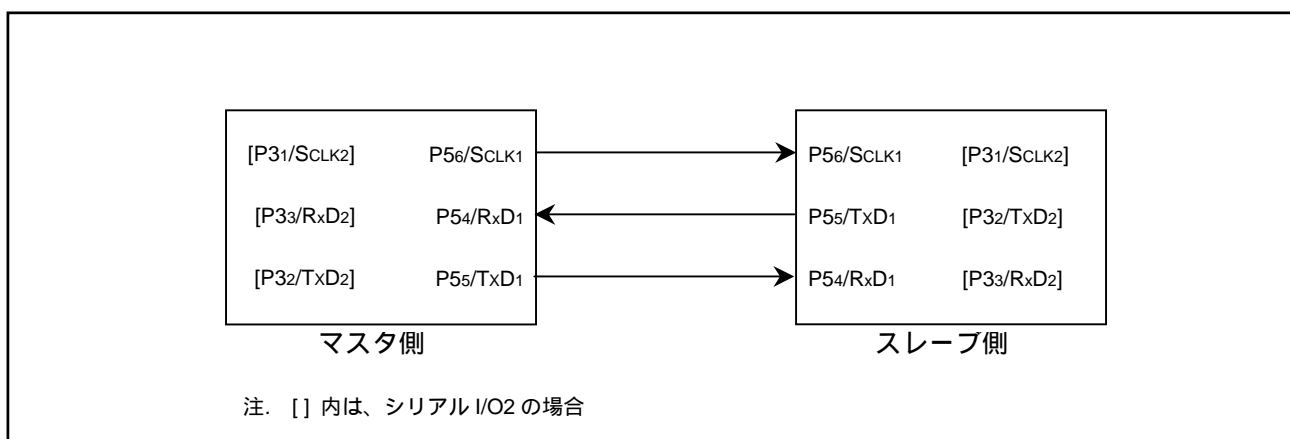 [P31/SCLK2] P56/SCLK1 P56/SCLK1 [P31/SCLK2]
[P33/RxD2] P54/RxD1 P55/TXD1 [P32/TXD2]
[P32/TXD2] P55/TXD1 P54/RxD1 [P33/RxD2]
マスタ側 スレーブ側
注. [ ] 内は、シリアル I/O2 の場合